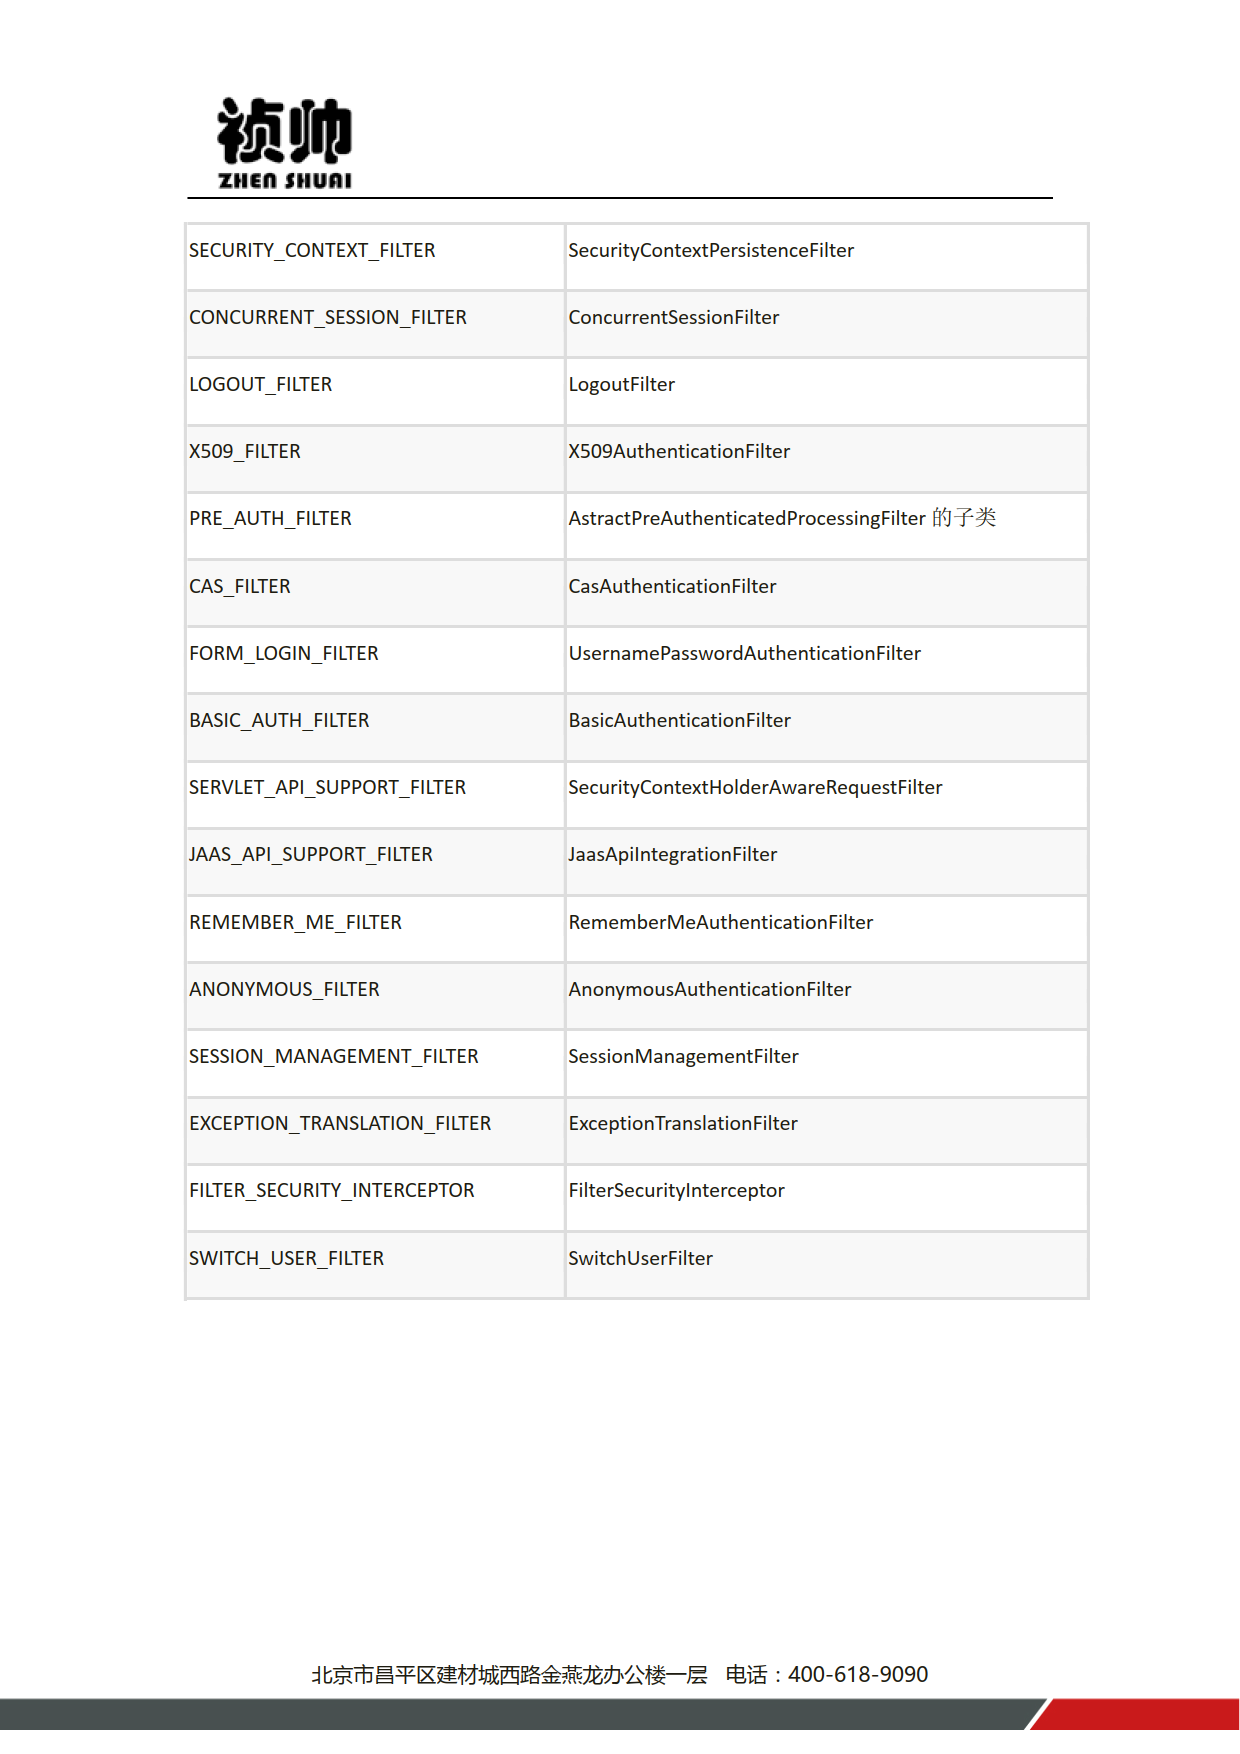 祯帅
ZHEN SHUAI
SECURITY_CONTEXT_FILTER SecurityContextPersistenceFilter
CONCURRENT_SESSION_FILTER ConcurrentSessionFilter
LOGOUT_FILTER LogoutFilter
X509_FILTER X509AuthenticationFilter
PRE_AUTH_FILTER AstractPreAuthenticatedProcessingFilter 的子类
CAS_FILTER CasAuthenticationFilter
FORM_LOGIN_FILTER UsernamePasswordAuthenticationFilter
BASIC_AUTH_FILTER BasicAuthenticationFilter
SERVLET_API_SUPPORT_FILTER SecurityContextHolderAwareRequestFilter
JAAS_API_SUPPORT_FILTER JaasApiIntegrationFilter
REMEMBER_ME_FILTER RememberMeAuthenticationFilter
ANONYMOUS_FILTER AnonymousAuthenticationFilter
SESSION_MANAGEMENT_FILTER SessionManagementFilter
EXCEPTION_TRANSLATION_FILTER ExceptionTranslationFilter
FILTER_SECURITY_INTERCEPTOR FilterSecurityInterceptor
SWITCH_USER_FILTER SwitchUserFilter
北京市昌平区建材城西路金燕龙办公楼一层 电话：400-618-9090